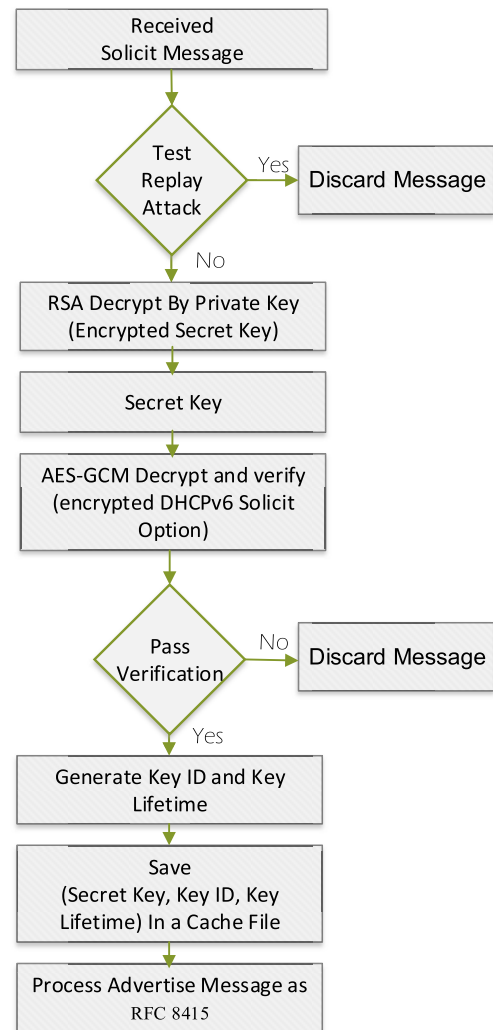 Received
Solicit Message
Test
Replay
Attack
Yes
Discard Message
No
RSA Decrypt By Private Key
(Encrypted Secret Key)
Secret Key
AES-GCM Decrypt and verify
(encrypted DHCPv6 Solicit
Option)
Pass
Verification
No
Discard Message
Yes
Generate Key ID and Key
Lifetime
Save
(Secret Key, Key ID, Key
Lifetime) In a Cache File
Process Advertise Message as
RFC 8415